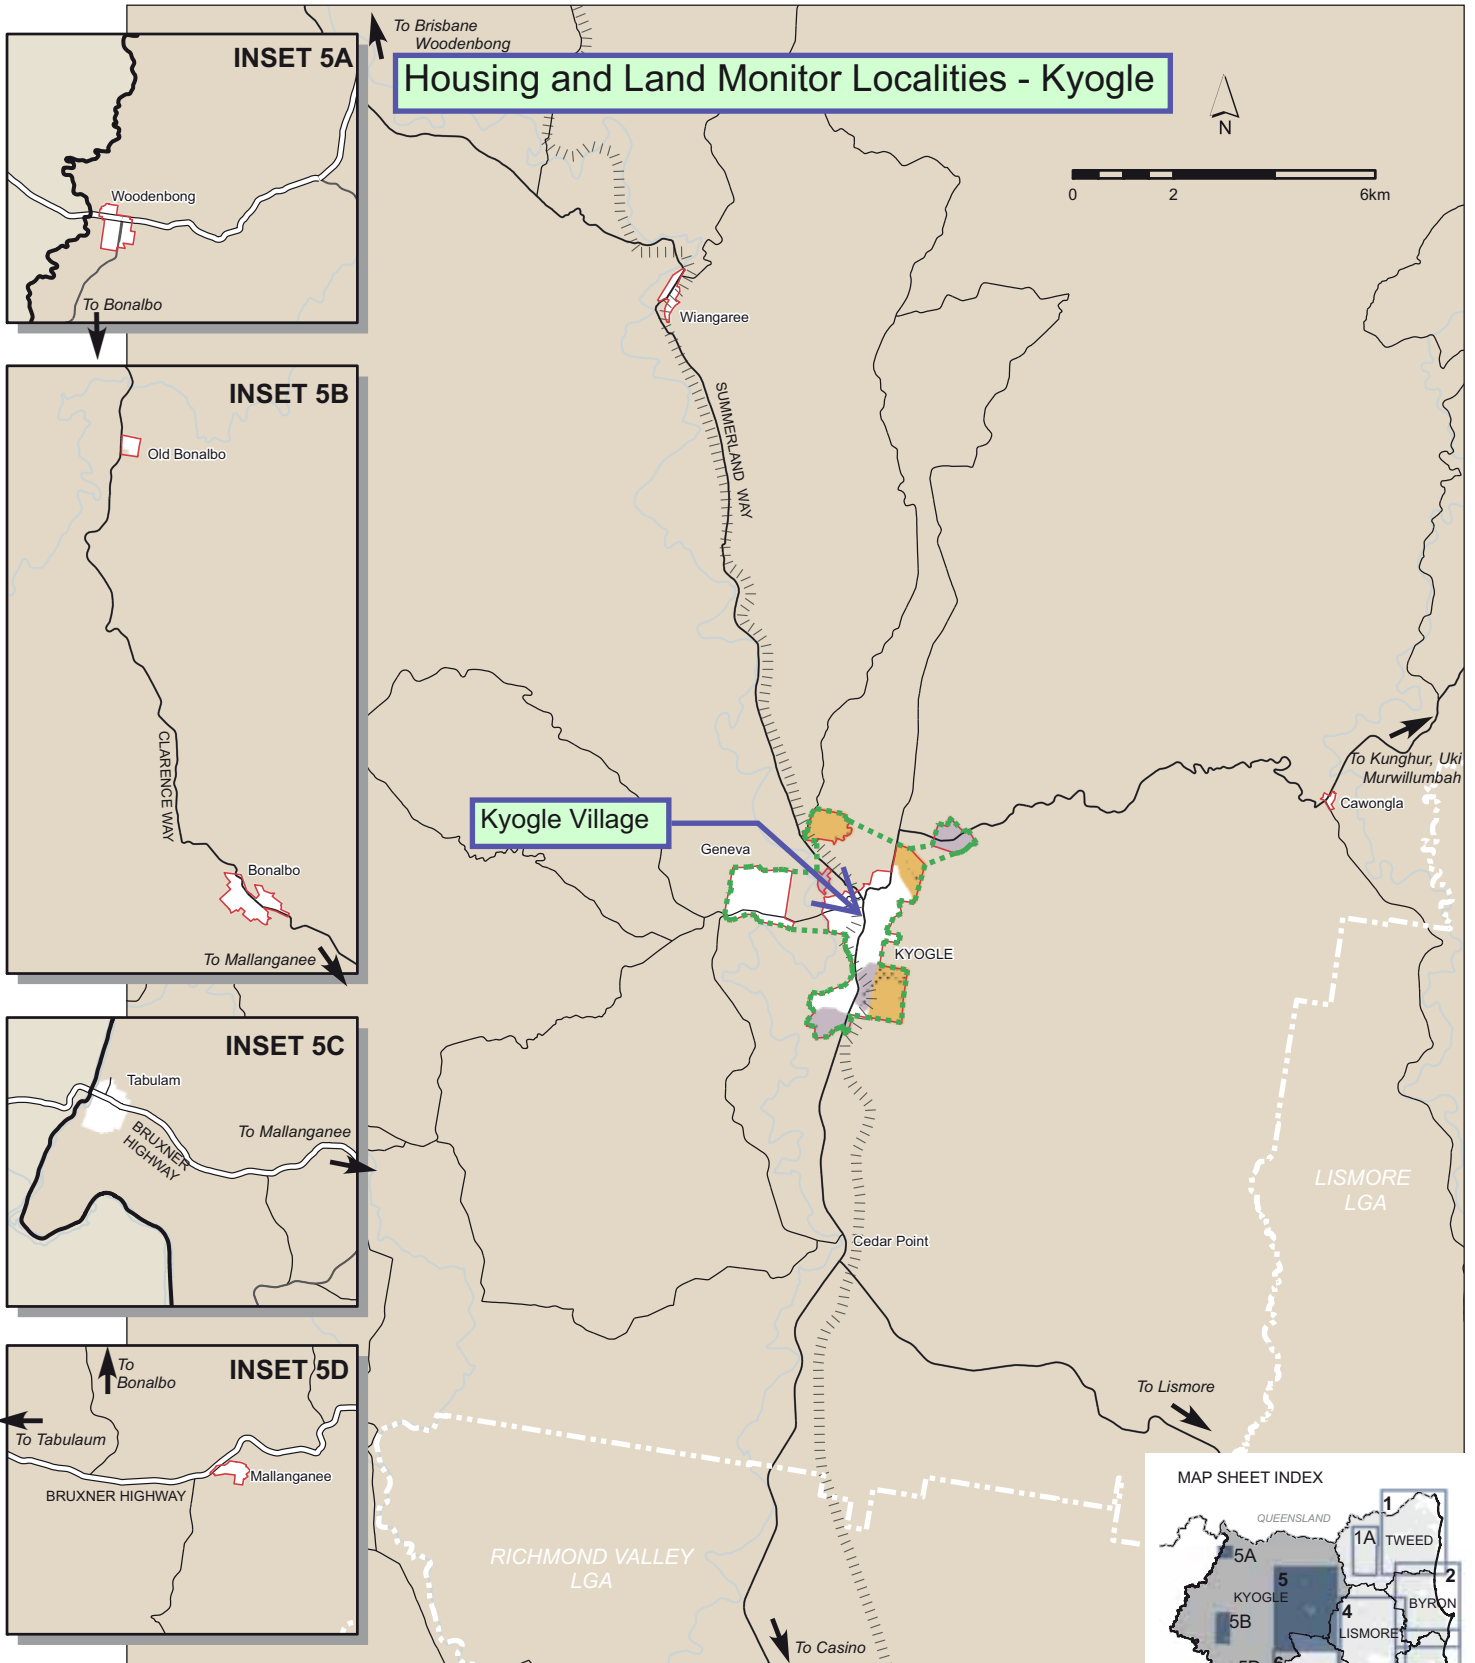 To Brisbane
Woodenbong
Housing and Land Monitor Localities - Kyogle
N
0 2 6km
INSET 5A
Woodenbong
To Bonalbo
INSET 5B
Old Bonalbo
CLARENCE WAY
Bonalbo
To Mallanganee
INSET 5C
Tabulam
BRUXNER
HIGHWAY
To Mallanganee
INSET 5D
To
Bonalbo
To Tabulaum
Mallanganee
BRUXNER HIGHWAY
Wiangaree
SUMMERLAND WAY
To Kunghur, Uki
Murwillumbah
Cawongla
Kyogle Village
Geneva
KYOGLE
LISMORE
LGA
Cedar Point
To Lismore
RICHMOND VALLEY
LGA
To Casino
MAP SHEET INDEX
QUEENSLAND
1
1A
TWEED
5A
5
2
KYOGLE
BYRON
4
5B
LISMORE
6